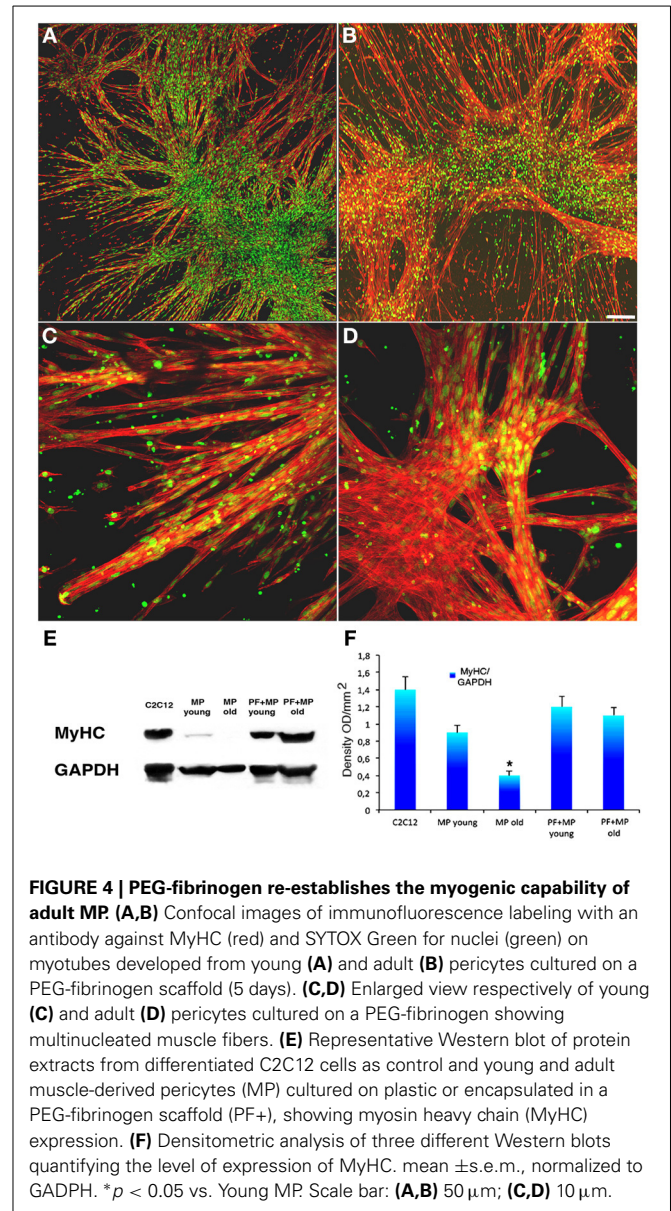 A
B
C
D
E
C2C12
MP young
MP old
PF+MP young
PF+MP old
MyHC
GAPDH
F
MyHC/
GAPDH
Density OD/mm2
1,8
1,6
1,4
1,2
1
0,8
0,6
0,4
0,2
0
*
C2C12
MP young
MP old
PF+MP young
PF+MP old
FIGURE 4 | PEG-fibrinogen re-establishes the myogenic capability of
adult MP. (A,B) Confocal images of immunofluorescence labeling with an
antibody against MyHC (red) and SYTOX Green for nuclei (green) on
myotubes developed from young (A) and adult (B) pericytes cultured on a
PEG-fibrinogen scaffold (5 days). (C,D) Enlarged view respectively of young
(C) and adult (D) pericytes cultured on a PEG-fibrinogen showing
multinucleated muscle fibers. (E) Representative Western blot of protein
extracts from differentiated C2C12 cells as control and young and adult
muscle-derived pericytes (MP) cultured on plastic or encapsulated in a
PEG-fibrinogen scaffold (PF+), showing myosin heavy chain (MyHC)
expression. (F) Densitometric analysis of three different Western blots
quantifying the level of expression of MyHC. mean ±s.e.m., normalized to
GADPH. *p < 0.05 vs. Young MP. Scale bar: (A,B) 50 μm; (C,D) 10 μm.